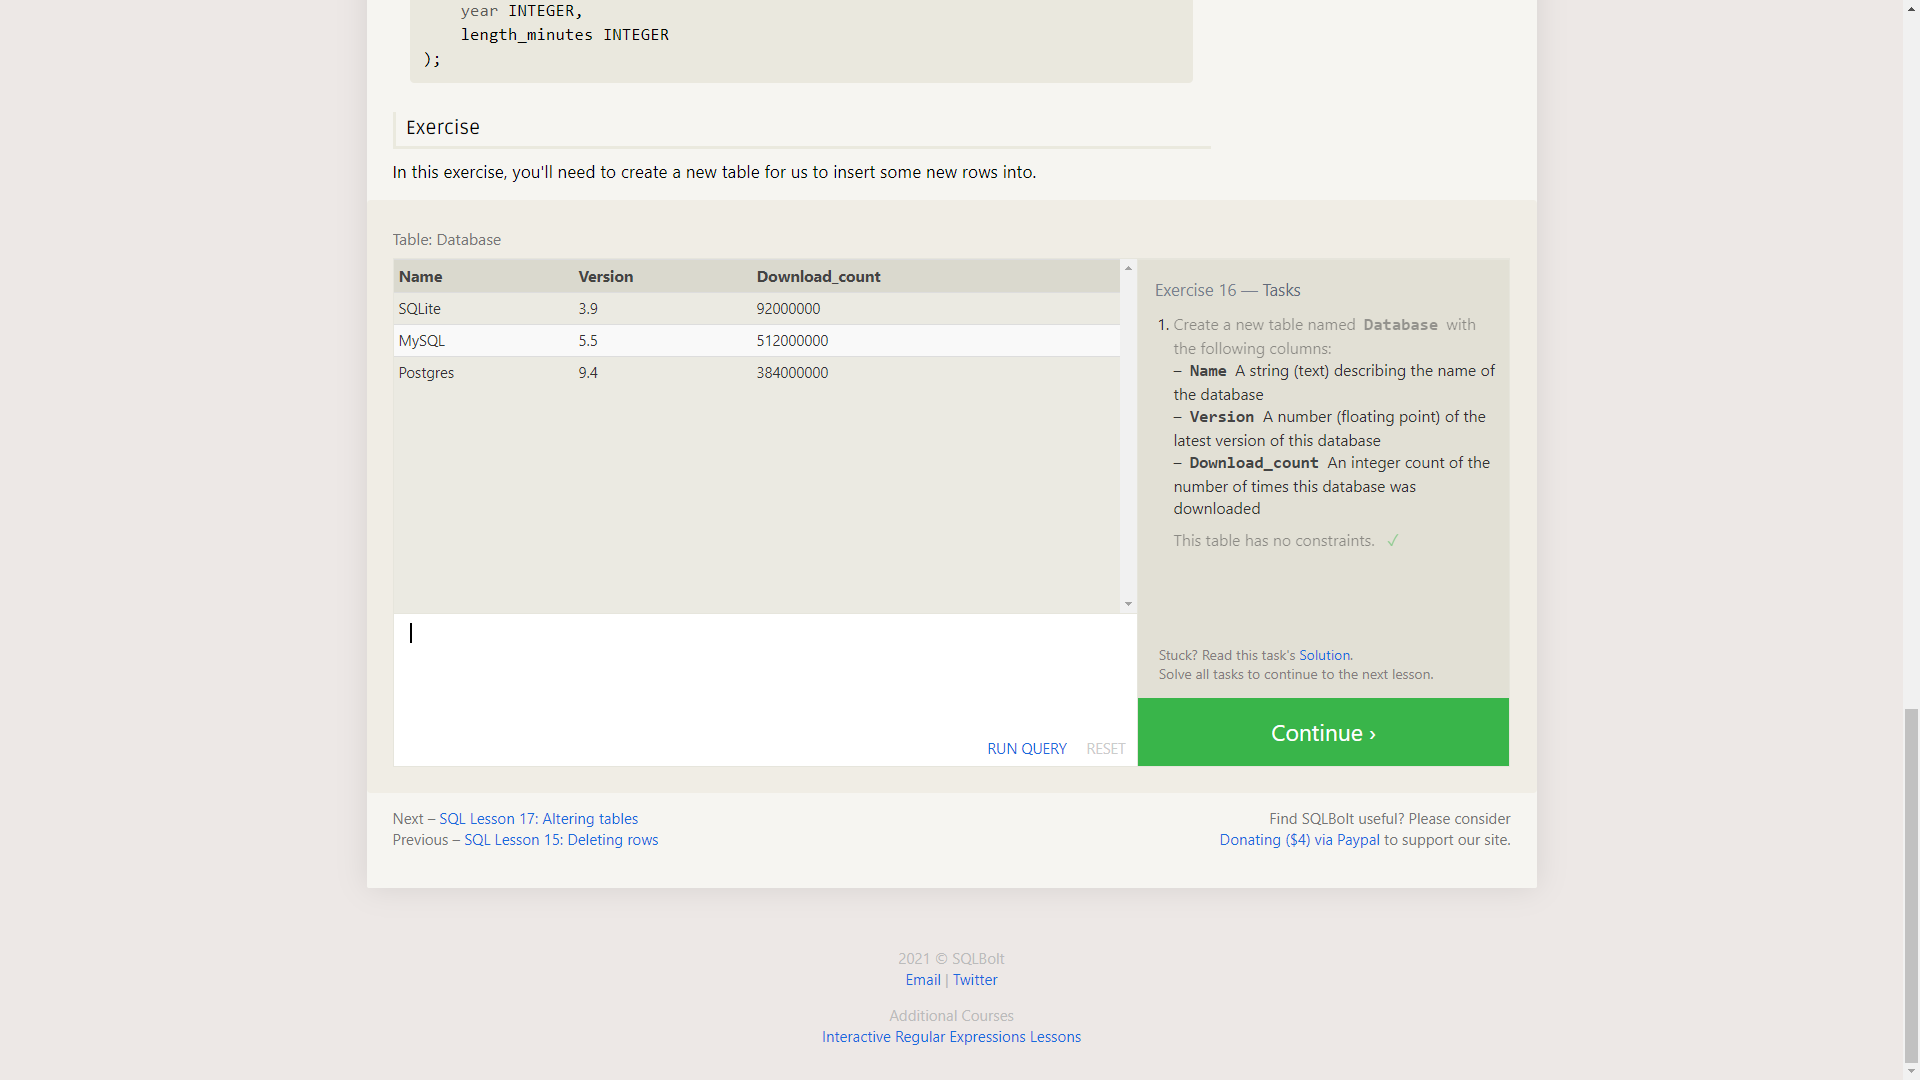 year INTEGER,
length_minutes INTEGER
);
Exercise
In this exercise, you'll need to create a new table for us to insert some new rows into.
Table: Database
Name Version Download_count
SQLite 3.9 92000000
MySQL 5.5 512000000
Postgres 9.4 384000000
Exercise 16 — Tasks
1. Create a new table named Database with
the following columns:
– Name A string (text) describing the name of
the database
– Version A number (floating point) of the
latest version of this database
– Download_count An integer count of the
number of times this database was
downloaded
This table has no constraints. ✓
Stuck? Read this task's Solution.
Solve all tasks to continue to the next lesson.
RUN QUERY RESET
Continue ›
Next – SQL Lesson 17: Altering tables
Previous – SQL Lesson 15: Deleting rows
Find SQLBolt useful? Please consider
Donating ($4) via Paypal to support our site.
2021 © SQLBolt
Email | Twitter
Additional Courses
Interactive Regular Expressions Lessons